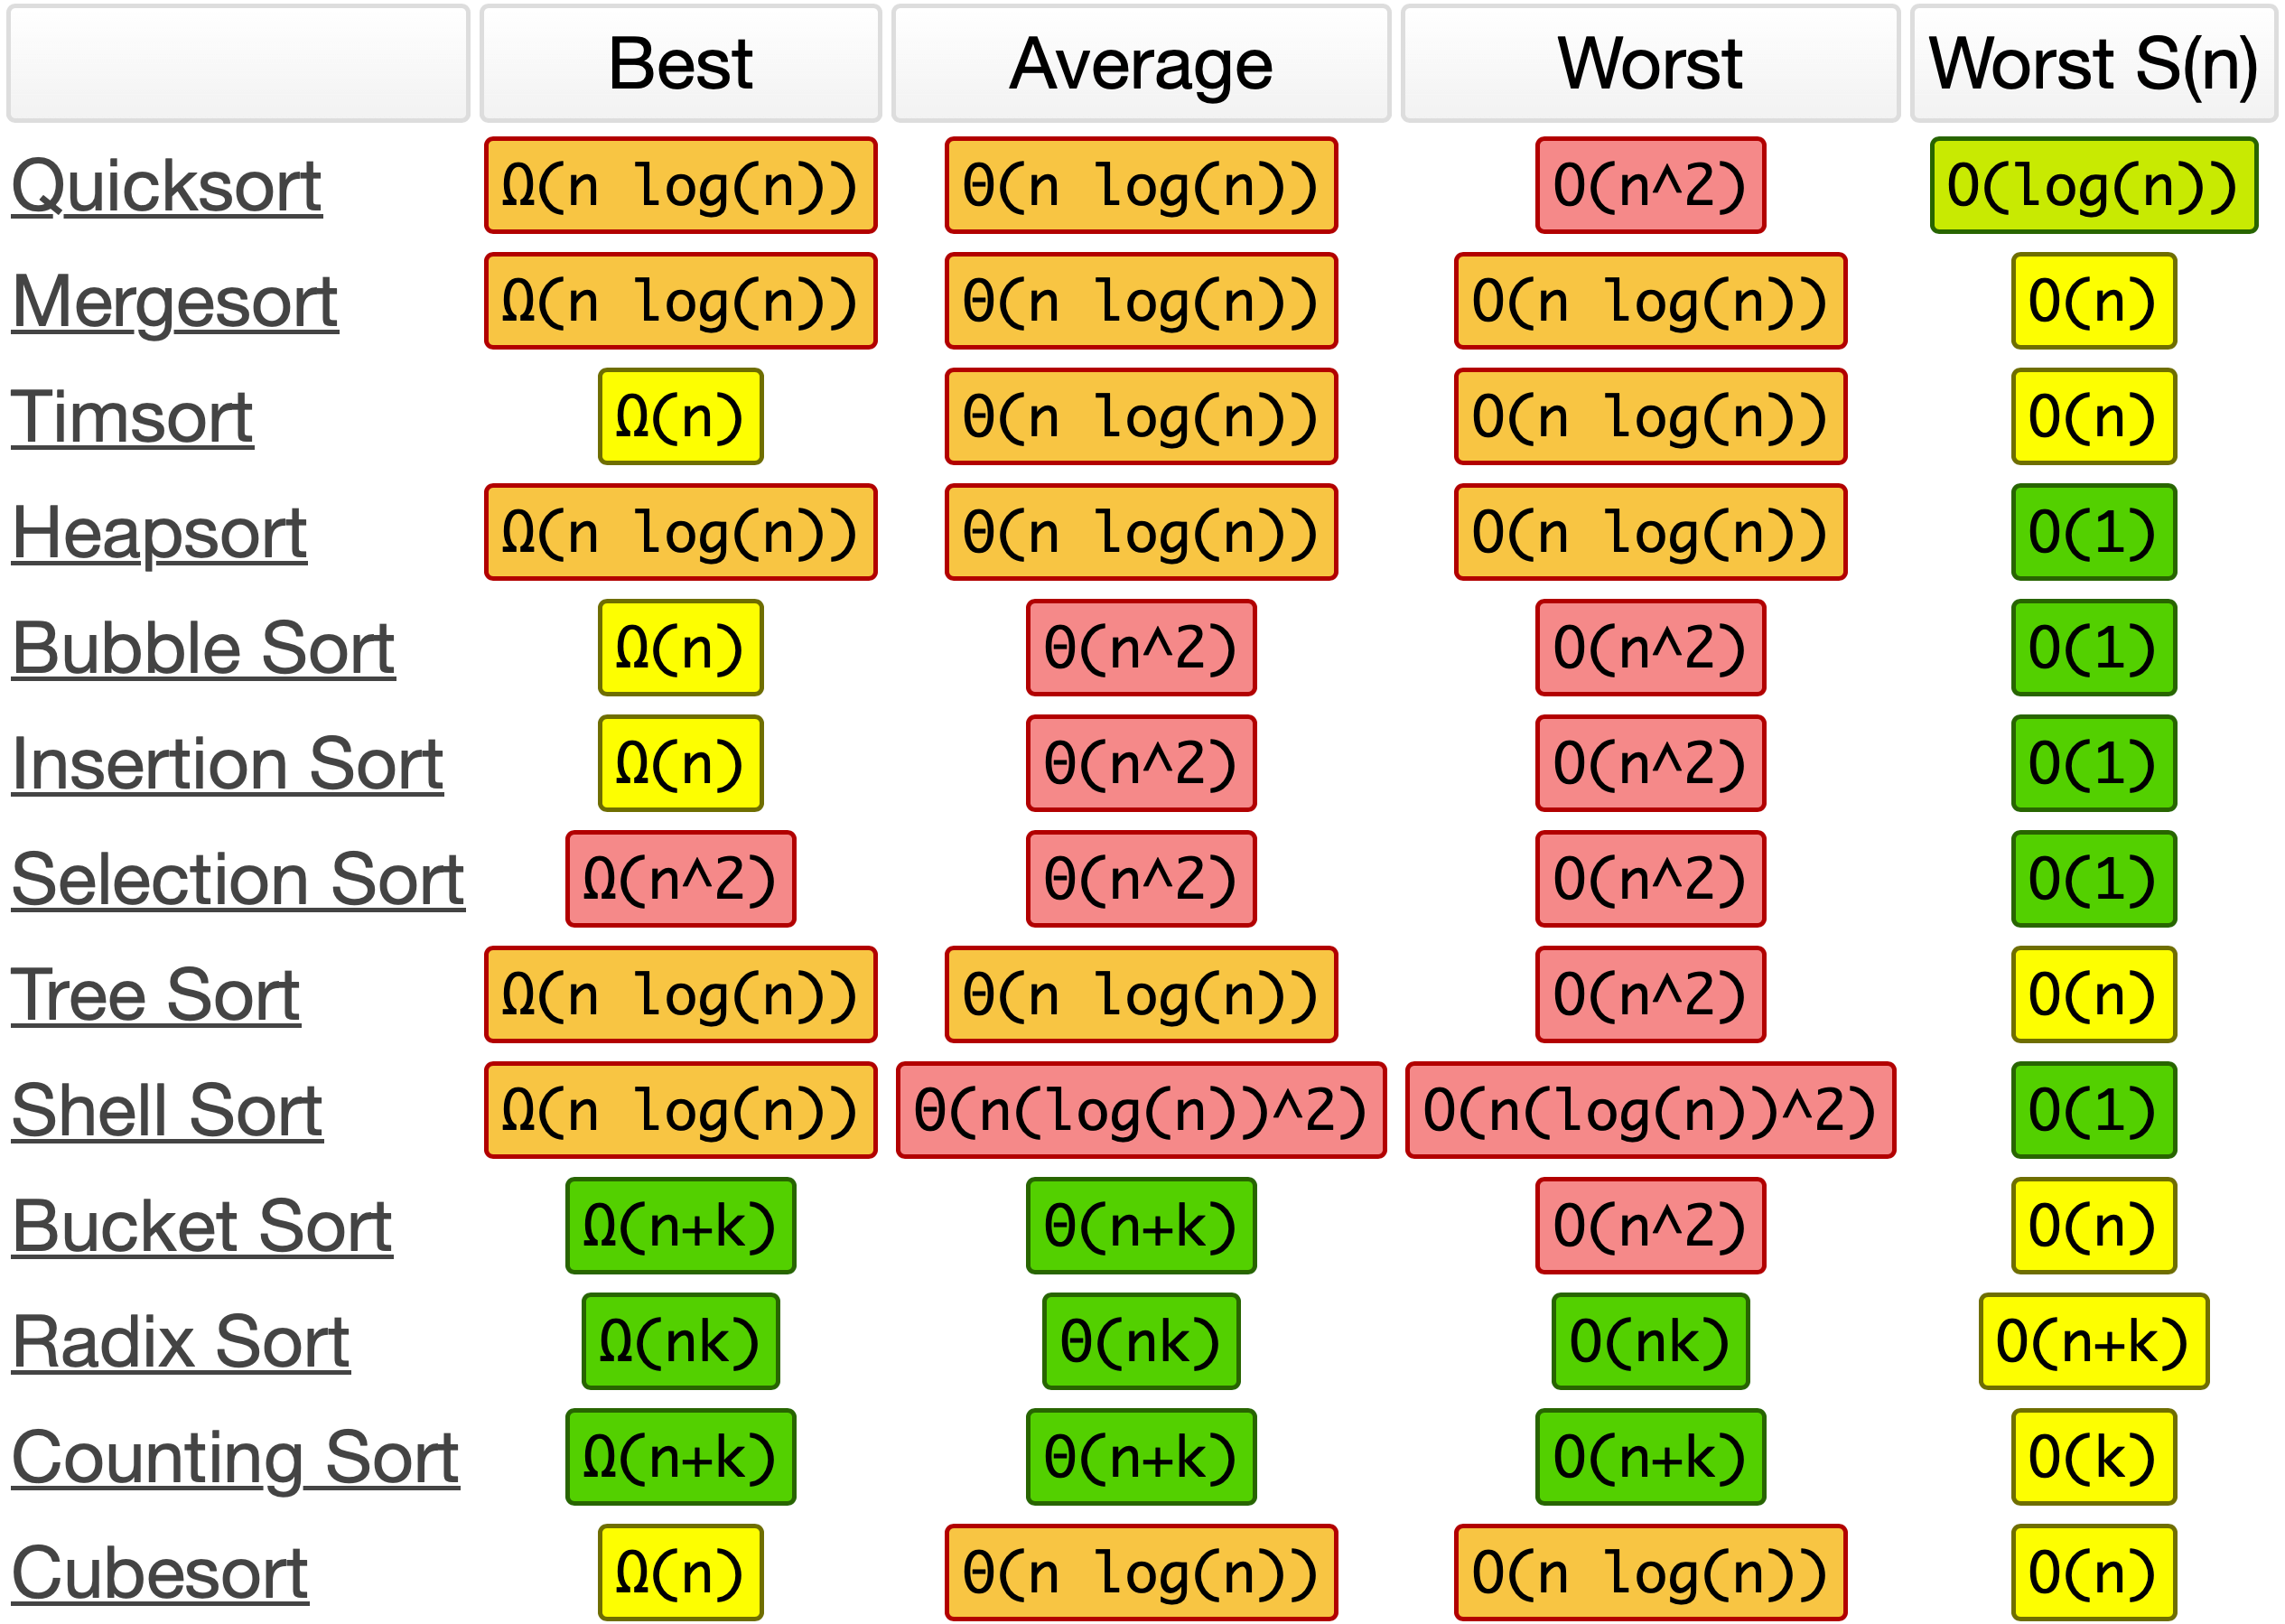 Best Average Worst Worst S(n)
Quicksort Ω(n log(n)) Θ(n log(n)) O(n^2) O(log(n))
Mergesort Ω(n log(n)) Θ(n log(n)) O(n log(n)) O(n)
Timsort Ω(n) Θ(n log(n)) O(n log(n)) O(n)
Heapsort Ω(n log(n)) Θ(n log(n)) O(n log(n)) O(1)
Bubble Sort Ω(n) Θ(n^2) O(n^2) O(1)
Insertion Sort Ω(n) Θ(n^2) O(n^2) O(1)
Selection Sort Ω(n^2) Θ(n^2) O(n^2) O(1)
Tree Sort Ω(n log(n)) Θ(n log(n)) O(n^2) O(n)
Shell Sort Ω(n log(n)) Θ(n(log(n))^2) O(n(log(n))^2) O(1)
Bucket Sort Ω(n+k) Θ(n+k) O(n^2) O(n)
Radix Sort Ω(nk) Θ(nk) O(nk) O(n+k)
Counting Sort Ω(n+k) Θ(n+k) O(n+k) O(k)
Cubesort Ω(n) Θ(n log(n)) O(n log(n)) O(n)